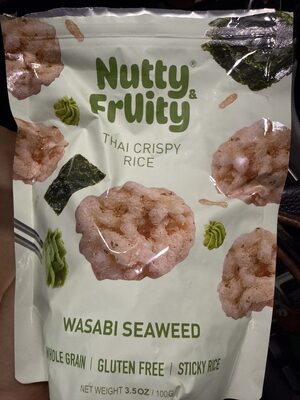 Nutty
& Fruity®
THAI CRISPY
RICE
WASABI SEAWEED
WHOLE GRAIN | GLUTEN FREE | STICKY RICE
NET WEIGHT 3.5OZ / 100G